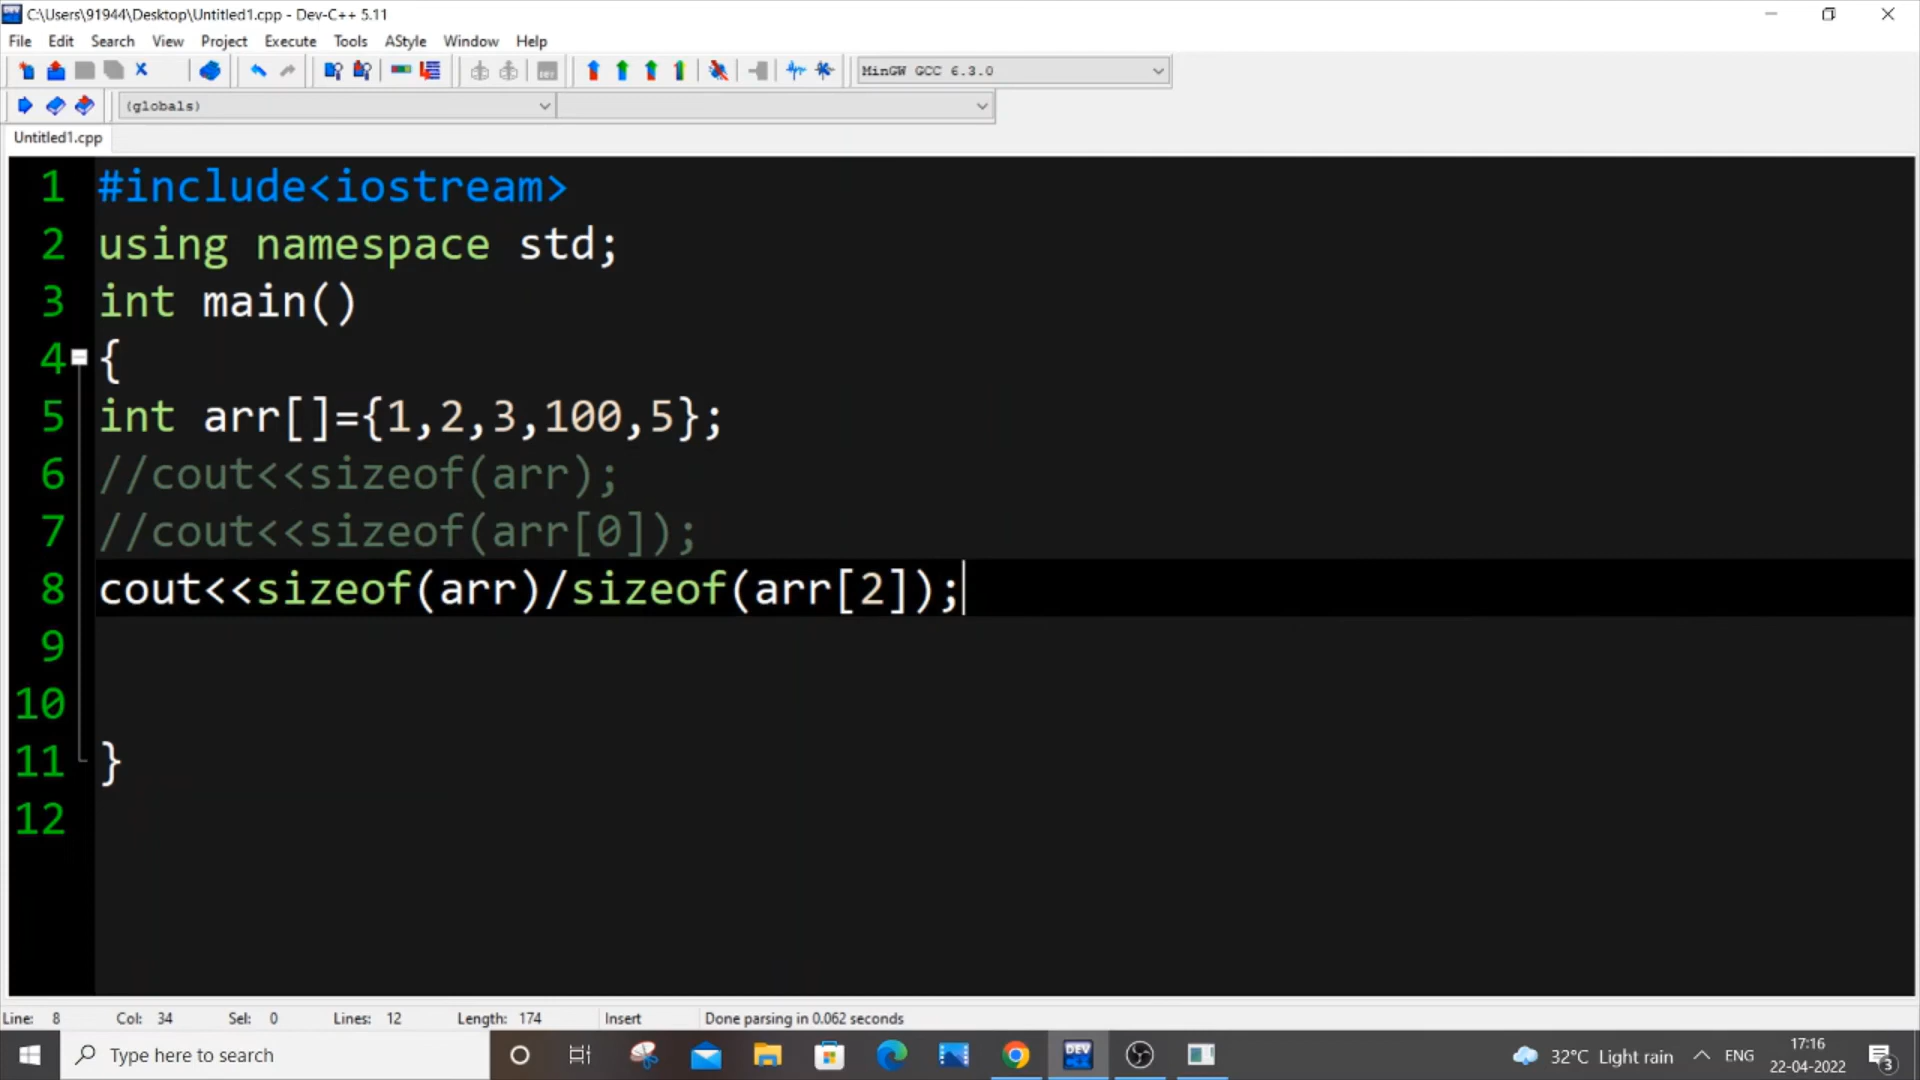 C:\Users\91944\Desktop\Untitled1.cpp - Dev-C++ 5.11
File Edit Search View Project Execute Tools AStyle Window Help
MinGW GCC 6.3.0
(globals)
Untitled1.cpp
1 #include<iostream>
2 using namespace std;
3 int main()
4 {
5 int arr[]={1,2,3,100,5};
6 //cout<<sizeof(arr);
7 //cout<<sizeof(arr[0]);
8 cout<<sizeof(arr)/sizeof(arr[2]);
9
10
11 }
12
Line: 8 Col: 34 Sel: 0 Lines: 12 Length: 174 Insert Done parsing in 0.062 seconds
Type here to search
DEV
32°C Light rain
ENG
17:16
22-04-2022
3